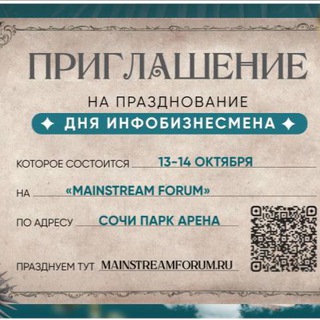 ПРИГЛАШЕНИЕ
НА ПРАЗДНОВАНИЕ
ДНЯ ИНФОБИЗНЕСМЕНА
КОТОРОЕ СОСТОИТСЯ 13-14 ОКТЯБРЯ
НА «MAINSTREAM FORUM»
ПО АДРЕСУ СОЧИ ПАРК АРЕНА
ПРАЗДНУЕМ ТУТ MAINSTREAMFORUM.RU